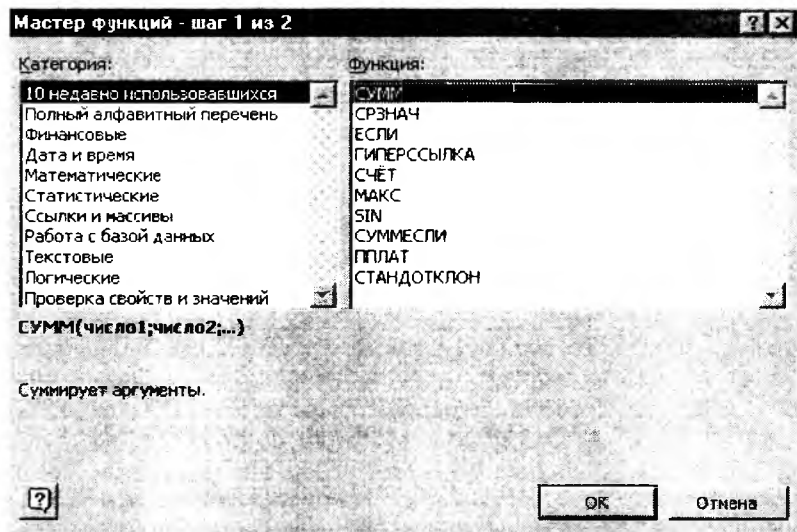 Мастер функций - шаг 1 из 2
Категория:
10 недавно использовавшихся
Полный алфавитный перечень
Финансовые
Дата и время
Математические
Статистические
Ссылки и массивы
Работа с базой данных
Текстовые
Логические
Проверка свойств и значений
Функция:
СУММ
СРЗНАЧ
ЕСЛИ
ГИПЕРССЫЛКА
СЧЁТ
МАКС
SIN
СУММЕСЛИ
ППЛАТ
СТАНДОТКЛОН
СУММ(число1;число2;...)
Суммирует аргументы.
OK
Отмена